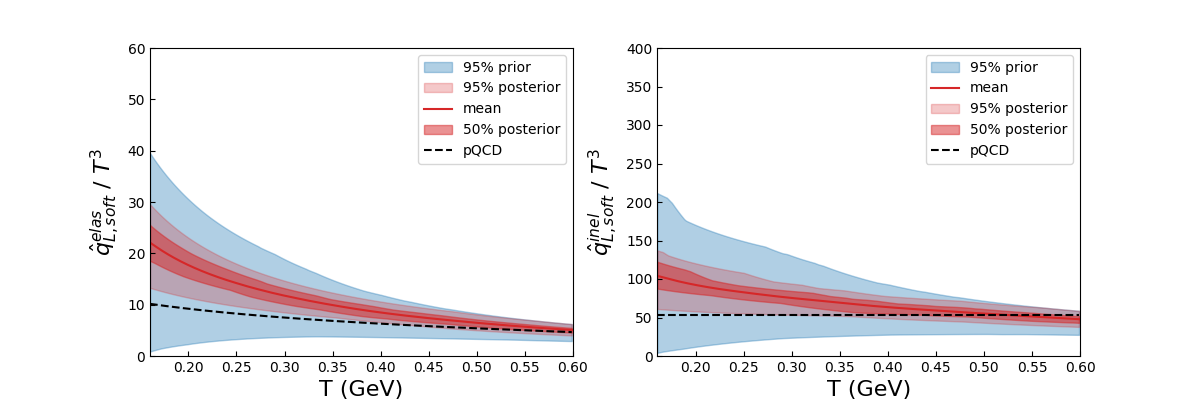 60
50
40
30
20
10
0
0.20 0.25 0.30 0.35 0.40 0.45 0.50 0.55 0.60
T (GeV)
q̂^{elas}_{L,soft} / T^3
95% prior
95% posterior
mean
50% posterior
pQCD
400
350
300
250
200
150
100
50
0
0.20 0.25 0.30 0.35 0.40 0.45 0.50 0.55 0.60
T (GeV)
q̂^{inel}_{L,soft} / T^3
95% prior
mean
95% posterior
50% posterior
pQCD